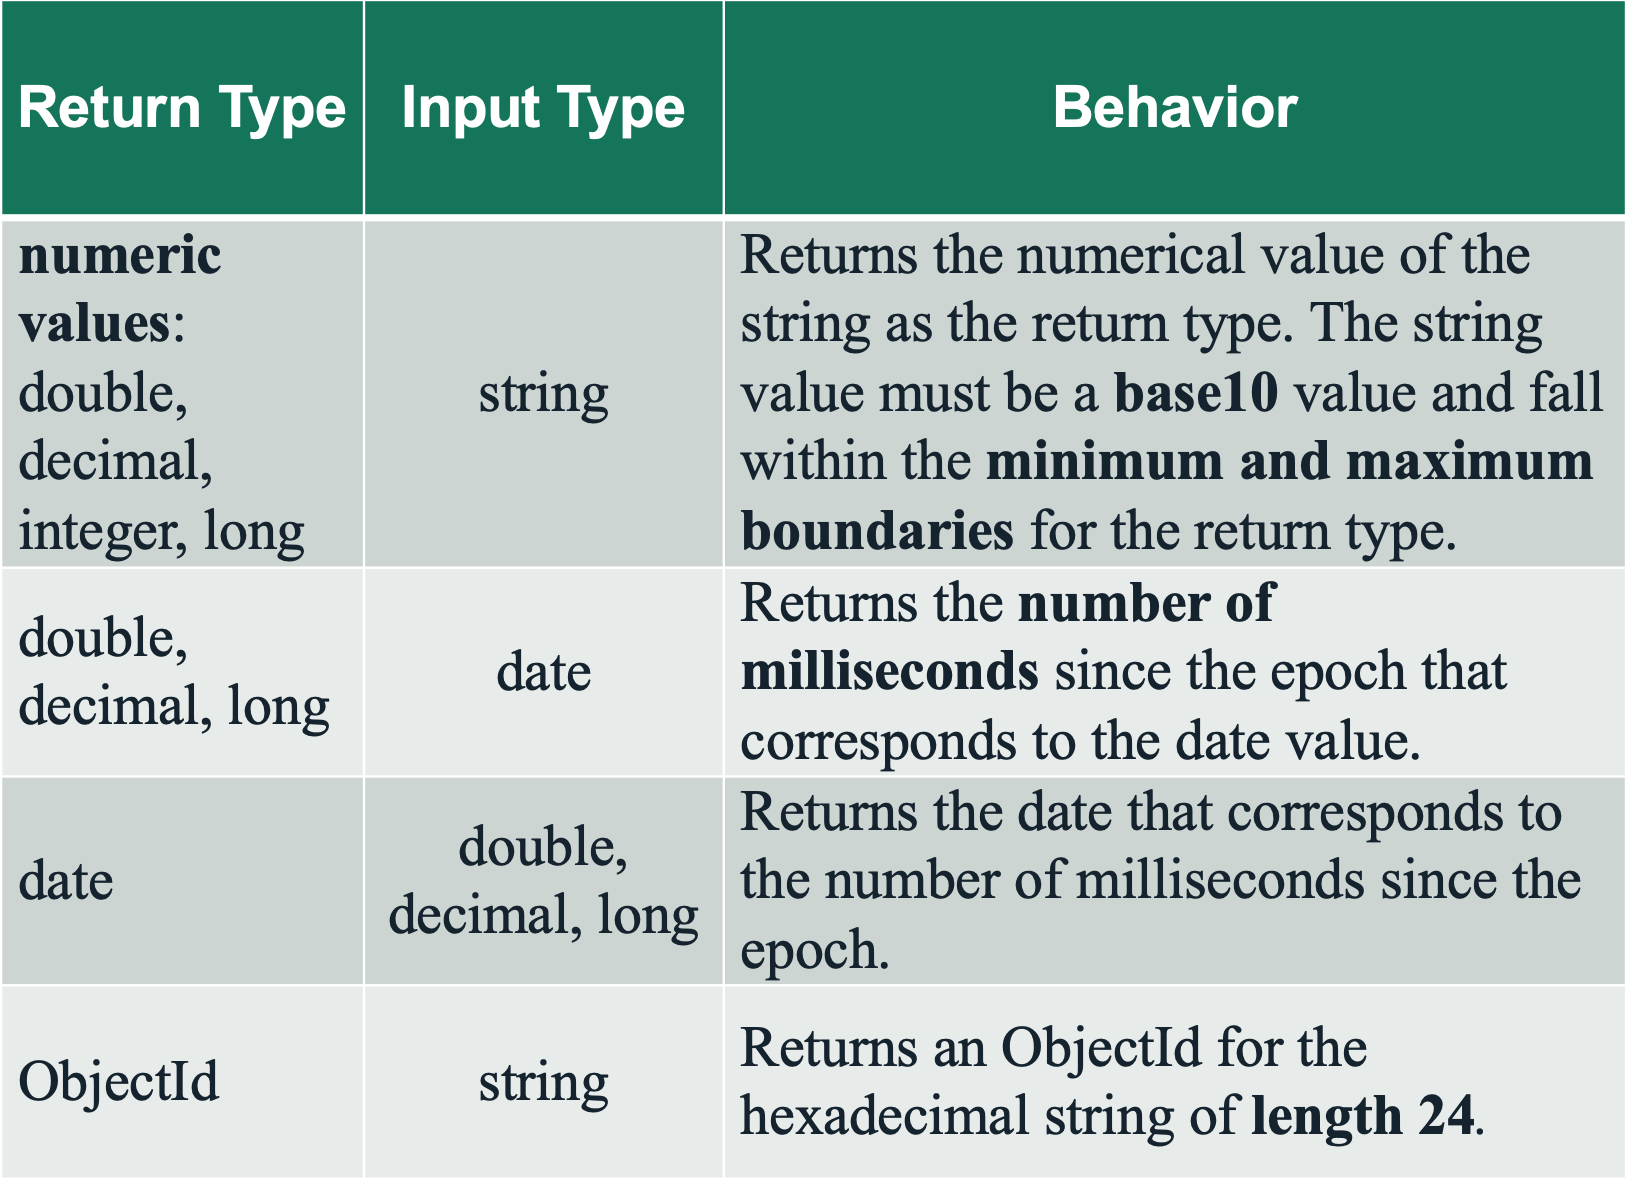 Return Type
Input Type
Behavior
numeric
values:
double,
decimal,
integer, long
string
Returns the numerical value of the
string as the return type. The string
value must be a base10 value and fall
within the minimum and maximum
boundaries for the return type.
double,
decimal, long
date
Returns the number of
milliseconds since the epoch that
corresponds to the date value.
date
double,
decimal, long
Returns the date that corresponds to
the number of milliseconds since the
epoch.
ObjectId
string
Returns an ObjectId for the
hexadecimal string of length 24.